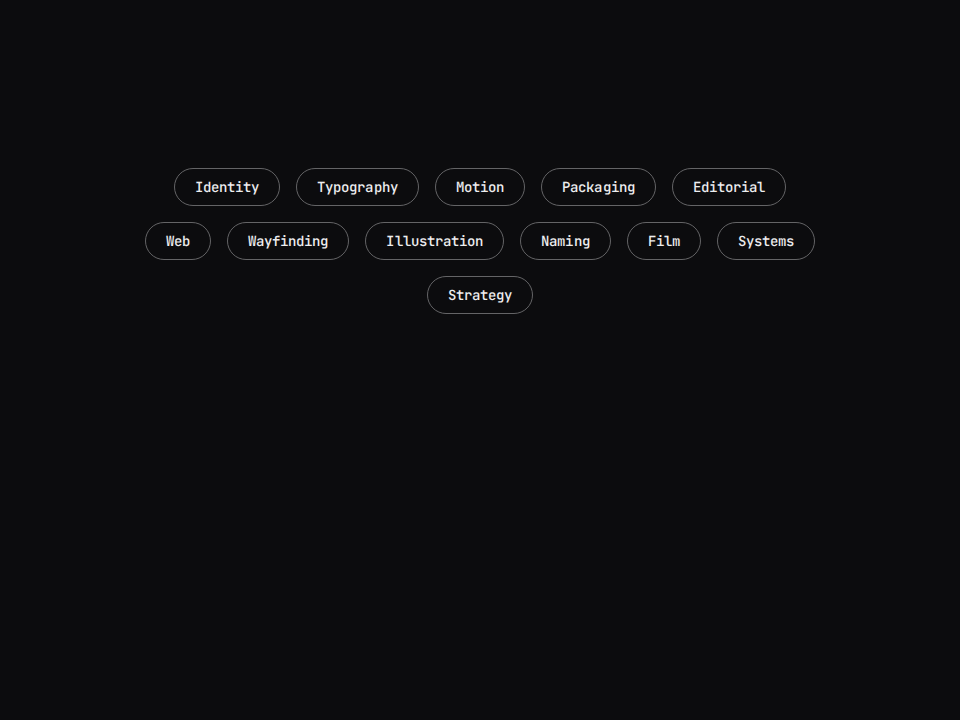 Identity Typography Motion Packaging Editorial
Web Wayfinding Illustration Naming Film Systems
Strategy